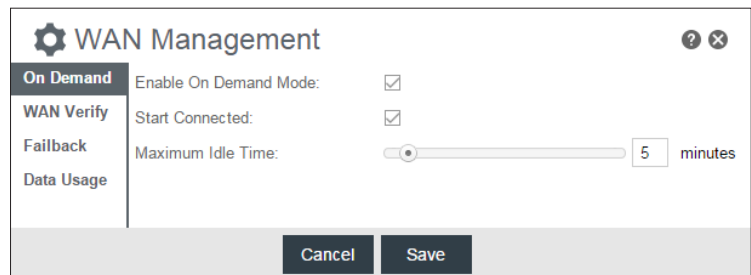 WAN Management
On Demand
Enable On Demand Mode:
WAN Verify
Start Connected:
Failback
Maximum Idle Time: 5 minutes
Data Usage
Cancel Save